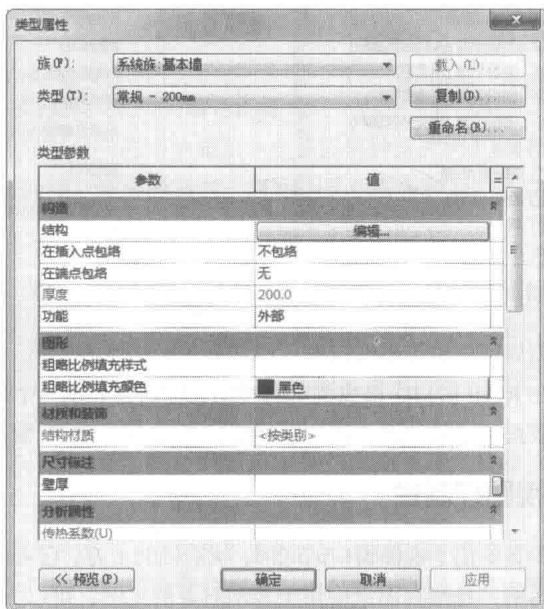 类型属性
族(F): 系统族:基本墙 载入(L)...
类型(T): 常规 - 200mm 复制(D)...
重命名(R)...
类型参数
参数 值 =
构造
结构 编辑...
在插入点包络 不包络
在端点包络 无
厚度 200.0
功能 外部
图形
粗略比例填充样式
粗略比例填充颜色 黑色
材质和装饰
结构材质 <按类别>
尺寸标注
壁厚
分析属性
传热系数(U)
<< 预览(P) 确定 取消 应用